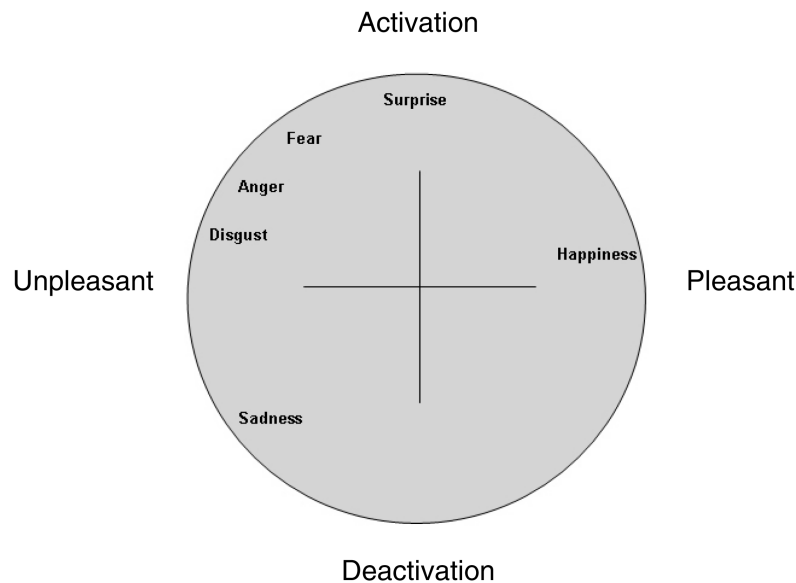 Activation
Surprise
Fear
Anger
Disgust
Happiness
Unpleasant
Pleasant
Sadness
Deactivation